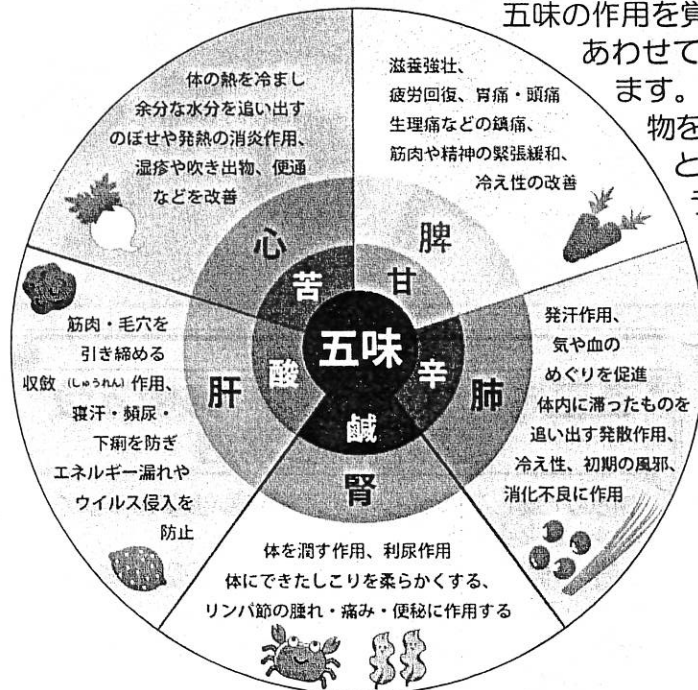 五味の作用を覚
あわせて
ます。
物を
と
体の熱を冷まし
余分な水分を追い出す
のぼせや発熱の消炎作用、
湿疹や吹き出物、便通
などを改善
滋養強壮、
疲労回復、胃痛・頭痛
生理痛などの鎮痛、
筋肉や精神の緊張緩和、
冷え性の改善
心
脾
苦
甘
五味
酸
辛
鹹
肝
肺
腎
筋肉・毛穴を
引き締める
収斂(しゅうれん)作用、
寝汗・頻尿・
下痢を防ぎ
エネルギー漏れや
ウイルス侵入を
防止
発汗作用、
気や血の
めぐりを促進
体内に滞ったものを
追い出す発散作用、
冷え性、初期の風邪、
消化不良に作用
体を潤す作用、利尿作用
体にできたしこりを柔らかくする、
リンパ節の腫れ・痛み・便秘に作用する